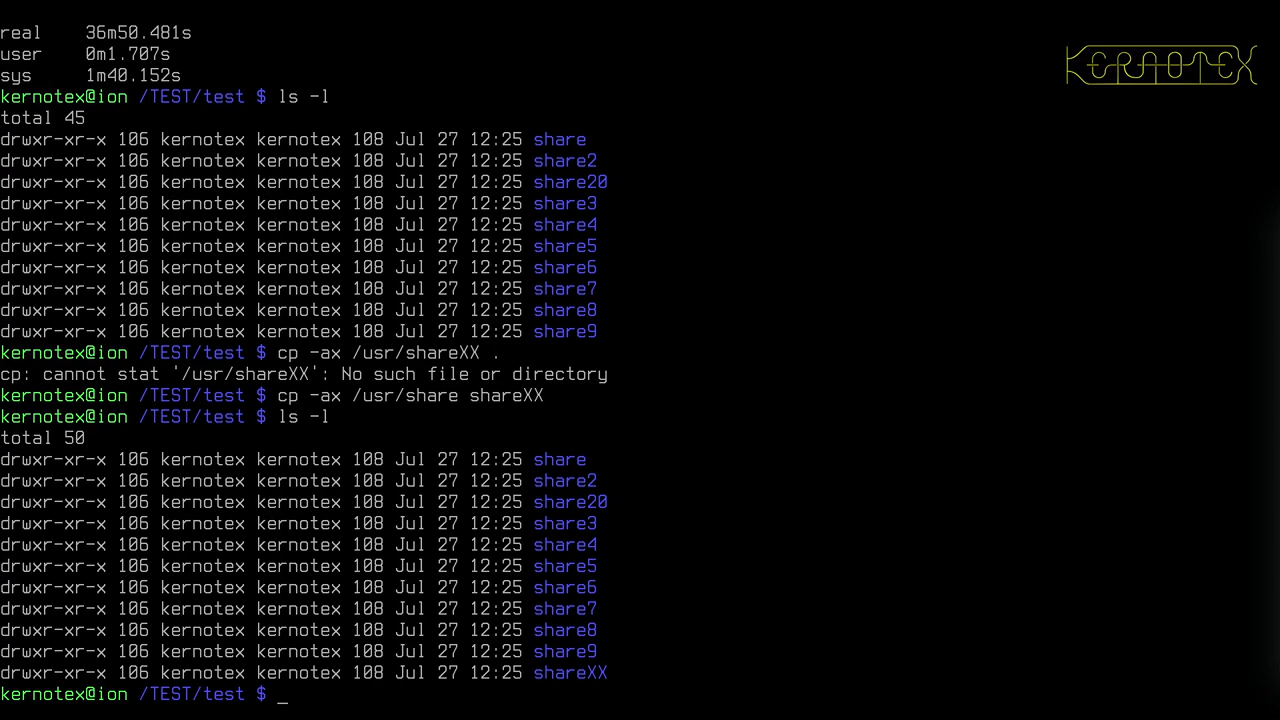 real    36m50.481s
KERNOTEX
user    0m1.707s
sys     1m40.152s
kernotex@ion /TEST/test $ ls -l
total 45
drwxr-xr-x 106 kernotex kernotex 108 Jul 27 12:25 share
drwxr-xr-x 106 kernotex kernotex 108 Jul 27 12:25 share2
drwxr-xr-x 106 kernotex kernotex 108 Jul 27 12:25 share20
drwxr-xr-x 106 kernotex kernotex 108 Jul 27 12:25 share3
drwxr-xr-x 106 kernotex kernotex 108 Jul 27 12:25 share4
drwxr-xr-x 106 kernotex kernotex 108 Jul 27 12:25 share5
drwxr-xr-x 106 kernotex kernotex 108 Jul 27 12:25 share6
drwxr-xr-x 106 kernotex kernotex 108 Jul 27 12:25 share7
drwxr-xr-x 106 kernotex kernotex 108 Jul 27 12:25 share8
drwxr-xr-x 106 kernotex kernotex 108 Jul 27 12:25 share9
kernotex@ion /TEST/test $ cp -ax /usr/shareXX .
cp: cannot stat '/usr/shareXX': No such file or directory
kernotex@ion /TEST/test $ cp -ax /usr/share shareXX
kernotex@ion /TEST/test $ ls -l
total 50
drwxr-xr-x 106 kernotex kernotex 108 Jul 27 12:25 share
drwxr-xr-x 106 kernotex kernotex 108 Jul 27 12:25 share2
drwxr-xr-x 106 kernotex kernotex 108 Jul 27 12:25 share20
drwxr-xr-x 106 kernotex kernotex 108 Jul 27 12:25 share3
drwxr-xr-x 106 kernotex kernotex 108 Jul 27 12:25 share4
drwxr-xr-x 106 kernotex kernotex 108 Jul 27 12:25 share5
drwxr-xr-x 106 kernotex kernotex 108 Jul 27 12:25 share6
drwxr-xr-x 106 kernotex kernotex 108 Jul 27 12:25 share7
drwxr-xr-x 106 kernotex kernotex 108 Jul 27 12:25 share8
drwxr-xr-x 106 kernotex kernotex 108 Jul 27 12:25 share9
drwxr-xr-x 106 kernotex kernotex 108 Jul 27 12:25 shareXX
kernotex@ion /TEST/test $ _